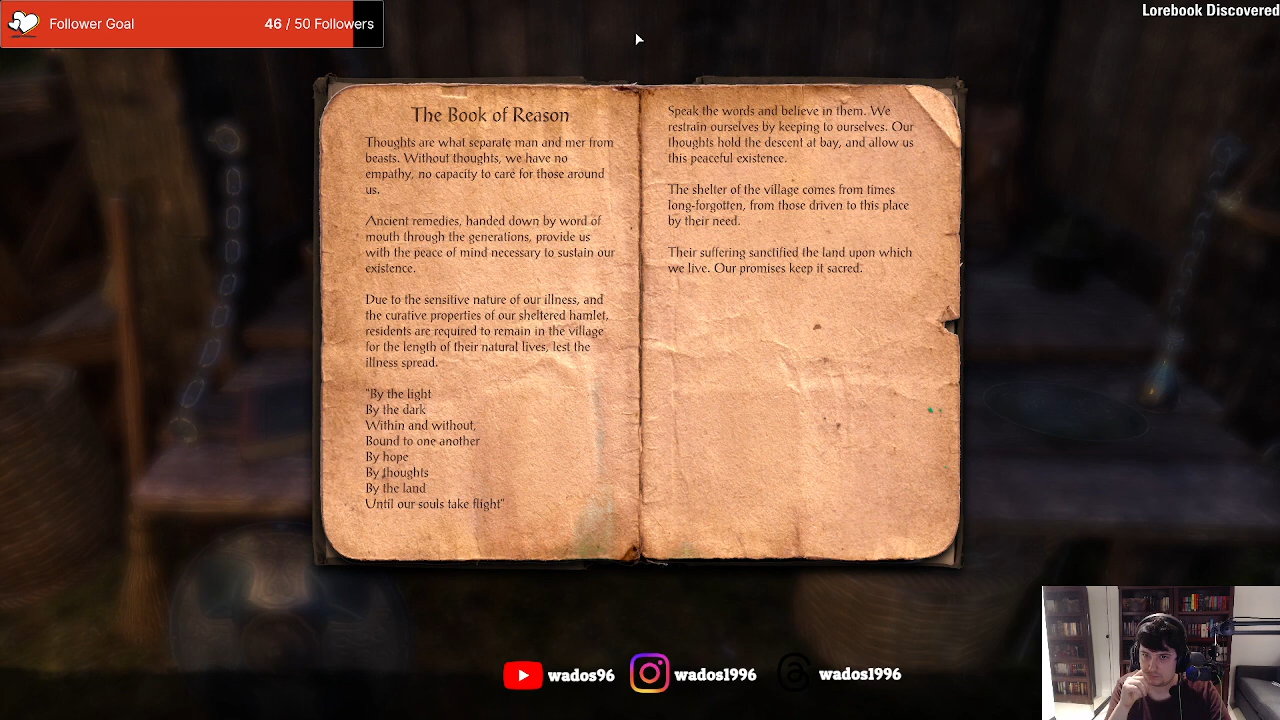 Follower Goal
46 / 50 Followers
Lorebook Discovered
The Book of Reason
Thoughts are what separate man and mer from
beasts. Without thoughts, we have no
empathy, no capacity to care for those around
us.
Ancient remedies, handed down by word of
mouth through the generations, provide us
with the peace of mind necessary to sustain our
existence.
Due to the sensitive nature of our illness, and
the curative properties of our sheltered hamlet,
residents are required to remain in the village
for the length of their natural lives, lest the
illness spread.
"By the light
By the dark
Within and without,
Bound to one another
By hope
By thoughts
By the land
Until our souls take flight"
Speak the words and believe in them. We
restrain ourselves by keeping to ourselves. Our
thoughts hold the descent at bay, and allow us
this peaceful existence.
The shelter of the village comes from times
long-forgotten, from those driven to this place
by their need.
Their suffering sanctified the land upon which
we live. Our promises keep it sacred.
wados96
wados1996
wados1996